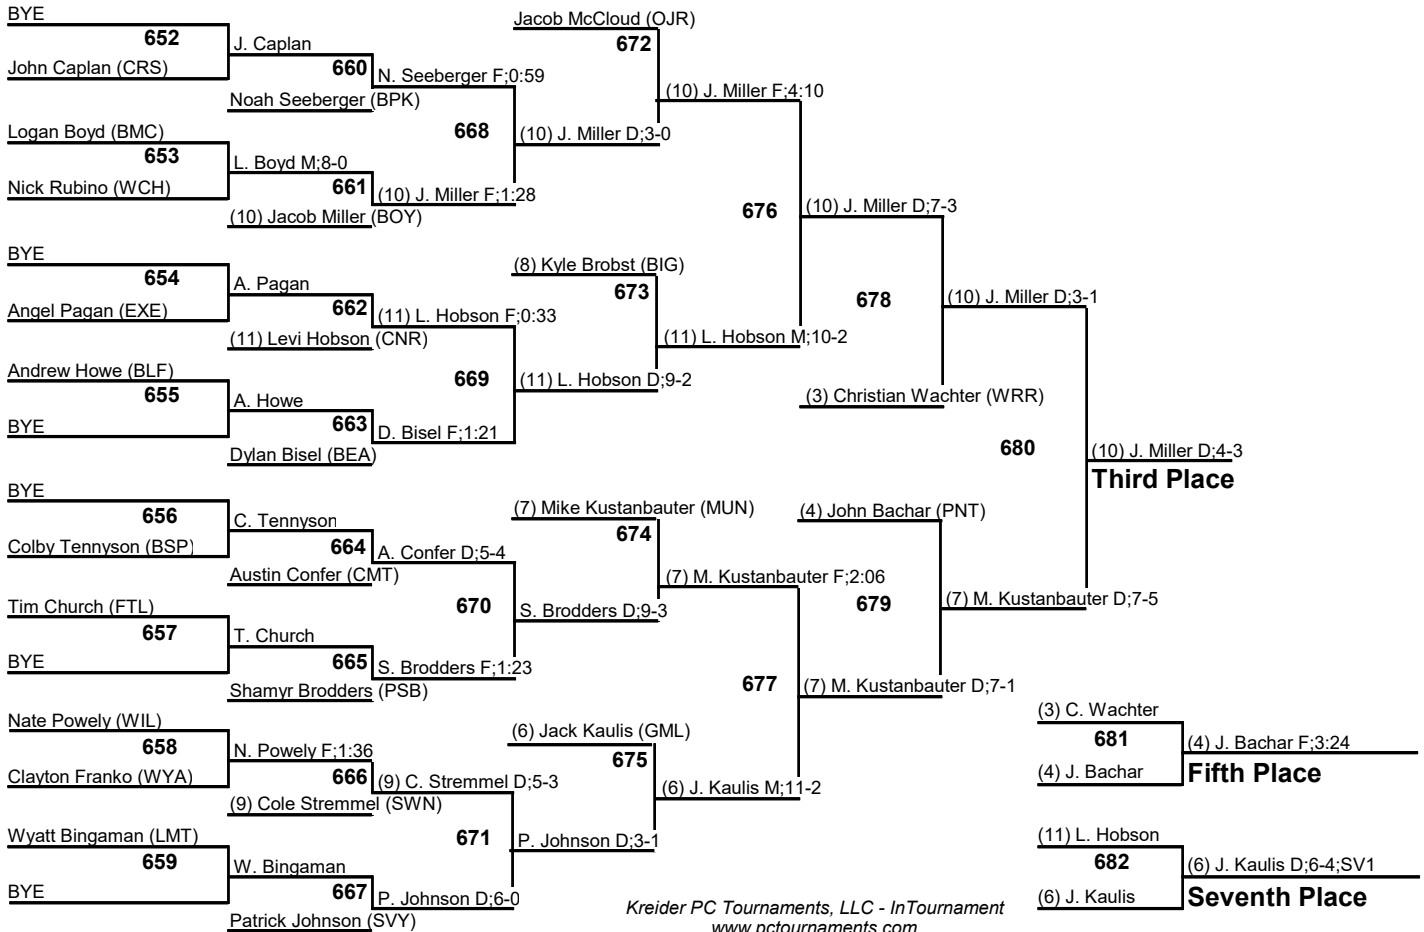 BYE
652
John Caplan (CRS)
J. Caplan
660
Noah Seeberger (BPK)
N. Seeberger F;0:59
Logan Boyd (BMC)
653
Nick Rubino (WCH)
L. Boyd M;8-0
661
(10) Jacob Miller (BOY)
(10) J. Miller F;1:28
668
(10) J. Miller D;3-0
Jacob McCloud (OJR)
672
(10) J. Miller F;4:10
BYE
654
Angel Pagan (EXE)
A. Pagan
662
(11) Levi Hobson (CNR)
(11) L. Hobson F;0:33
Andrew Howe (BLF)
655
BYE
A. Howe
663
Dylan Bisel (BEA)
D. Bisel F;1:21
669
(11) L. Hobson D;9-2
(8) Kyle Brobst (BIG)
673
(11) L. Hobson M;10-2
676
(10) J. Miller D;7-3
678
(3) Christian Wachter (WRR)
(10) J. Miller D;3-1
BYE
656
Colby Tennyson (BSP)
C. Tennyson
664
Austin Confer (CMT)
A. Confer D;5-4
Tim Church (FTL)
657
BYE
T. Church
665
Shamyr Brodders (PSB)
S. Brodders F;1:23
670
S. Brodders D;9-3
(7) Mike Kustanbauter (MUN)
674
(7) M. Kustanbauter F;2:06
Nate Powely (WIL)
658
Clayton Franko (WYA)
N. Powely F;1:36
666
(9) Cole Stremmel (SWN)
(9) C. Stremmel D;5-3
Wyatt Bingaman (LMT)
659
BYE
W. Bingaman
667
Patrick Johnson (SVY)
P. Johnson D;6-0
671
P. Johnson D;3-1
(6) Jack Kaulis (GML)
675
(6) J. Kaulis M;11-2
677
(7) M. Kustanbauter D;7-1
(4) John Bachar (PNT)
679
(7) M. Kustanbauter D;7-5
680
(10) J. Miller D;4-3
Third Place
(3) C. Wachter
681
(4) J. Bachar
(4) J. Bachar F;3:24
Fifth Place
(11) L. Hobson
682
(6) J. Kaulis
(6) J. Kaulis D;6-4;SV1
Seventh Place
Kreider PC Tournaments, LLC - InTournament
www.pctournaments.com